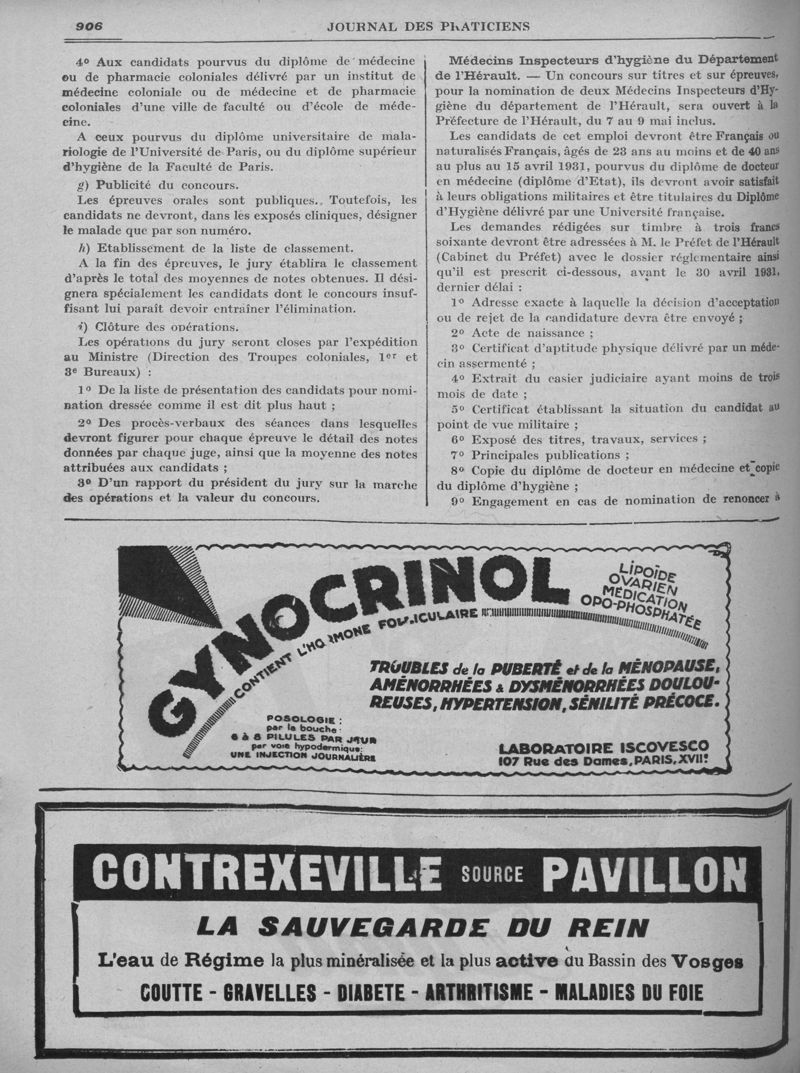 906
JOURNAL DES PRATICIENS
4º Aux candidats pourvus du diplôme de médecine
ou de pharmacie coloniales délivré par un institut de
médecine coloniale ou de médecine et de pharmacie
coloniales d'une ville de faculté ou d'école de méde-
cine.
A ceux pourvus du diplôme universitaire de mala-
riologie de l'Université de Paris, ou du diplôme supérieur
d'hygiène de la Faculté de Paris.
g) Publicité du concours.
Les épreuves orales sont publiques. Toutefois, les
candidats ne devront, dans les exposés cliniques, désigner
le malade que par son numéro.
h) Etablissement de la liste de classement.
A la fin des épreuves, le jury établira le classement
d'après le total des moyennes de notes obtenues. Il dési-
gnera spécialement les candidats dont le concours insuf-
fisant lui paraît devoir entraîner l'élimination.
i) Clôture des opérations.
Les opérations du jury seront closes par l'expédition
au Ministre (Direction des Troupes coloniales, 1er et
3e Bureaux) :
1º De la liste de présentation des candidats pour nomi-
nation dressée comme il est dit plus haut ;
2º Des procès-verbaux des séances dans lesquelles
devront figurer pour chaque épreuve le détail des notes
données par chaque juge, ainsi que la moyenne des notes
attribuées aux candidats ;
3º D'un rapport du président du jury sur la marche
des opérations et la valeur du concours.
Médecins Inspecteurs d'hygiène du Département
de l'Hérault. — Un concours sur titres et sur épreuves,
pour la nomination de deux Médecins Inspecteurs d'Hy-
giène du département de l'Hérault, sera ouvert à la
Préfecture de l'Hérault, du 7 au 9 mai inclus.
Les candidats de cet emploi devront être Français ou
naturalisés Français, âgés de 23 ans au moins et de 40 ans
au plus au 15 avril 1931, pourvus du diplôme de docteur
en médecine (diplôme d'Etat), ils devront avoir satisfait
à leurs obligations militaires et être titulaires du Diplôme
d'Hygiène délivré par une Université française.
Les demandes rédigées sur timbre à trois francs
soixante devront être adressées à M. le Préfet de l'Hérault
(Cabinet du Préfet) avec le dossier réglementaire ainsi
qu'il est prescrit ci-dessous, avant le 30 avril 1931,
dernier délai :
1º Adresse exacte à laquelle la décision d'acceptation
ou de rejet de la candidature devra être envoyé ;
2º Acte de naissance ;
3º Certificat d'aptitude physique délivré par un méde-
cin assermenté ;
4º Extrait du casier judiciaire ayant moins de trois
mois de date ;
5º Certificat établissant la situation du candidat au
point de vue militaire ;
6º Exposé des titres, travaux, services ;
7º Principales publications ;
8º Copie du diplôme de docteur en médecine et copie
du diplôme d'hygiène ;
9º Engagement en cas de nomination de renoncer à
GYNOCRINOL
CONTIENT L'HORMONE FOLLICULAIRE
LIPOÏDE
OVARIEN
MÉDICATION
OPO-PHOSPHATÉE
TROUBLES de la PUBERTÉ et de la MÉNOPAUSE,
AMÉNORRHÉES & DYSMÉNORRHÉES DOULOU-
REUSES, HYPERTENSION, SÉNILITÉ PRÉCOCE.
POSOLOGIE :
par la bouche :
6 à 8 PILULES PAR JOUR
par voie hypodermique :
UNE INJECTION JOURNALIÈRE
LABORATOIRE ISCOVESCO
107 Rue des Dames, PARIS, XVIIe
CONTREXEVILLE SOURCE PAVILLON
LA SAUVEGARDE DU REIN
L'eau de Régime la plus minéralisée et la plus active du Bassin des Vosges
GOUTTE - GRAVELLES - DIABETE - ARTHRITISME - MALADIES DU FOIE